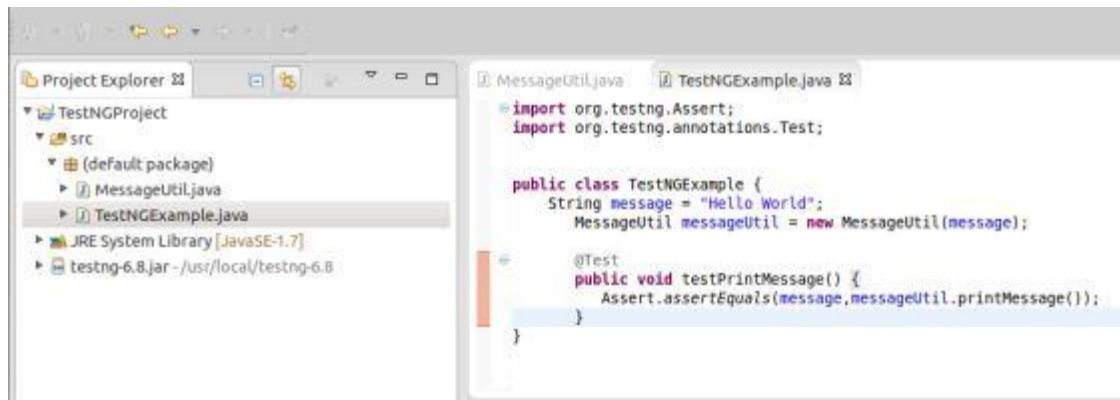 Project Explorer
TestNGProject
src
(default package)
MessageUtil.java
TestNGExample.java
JRE System Library [JavaSE-1.7]
testng-6.8.jar - /usr/local/testng-6.8
MessageUtil.java
TestNGExample.java
import org.testng.Assert;
import org.testng.annotations.Test;
public class TestNGExample {
String message = "Hello World";
MessageUtil messageUtil = new MessageUtil(message);
@Test
public void testPrintMessage() {
Assert.assertEquals(message,messageUtil.printMessage());
}
}